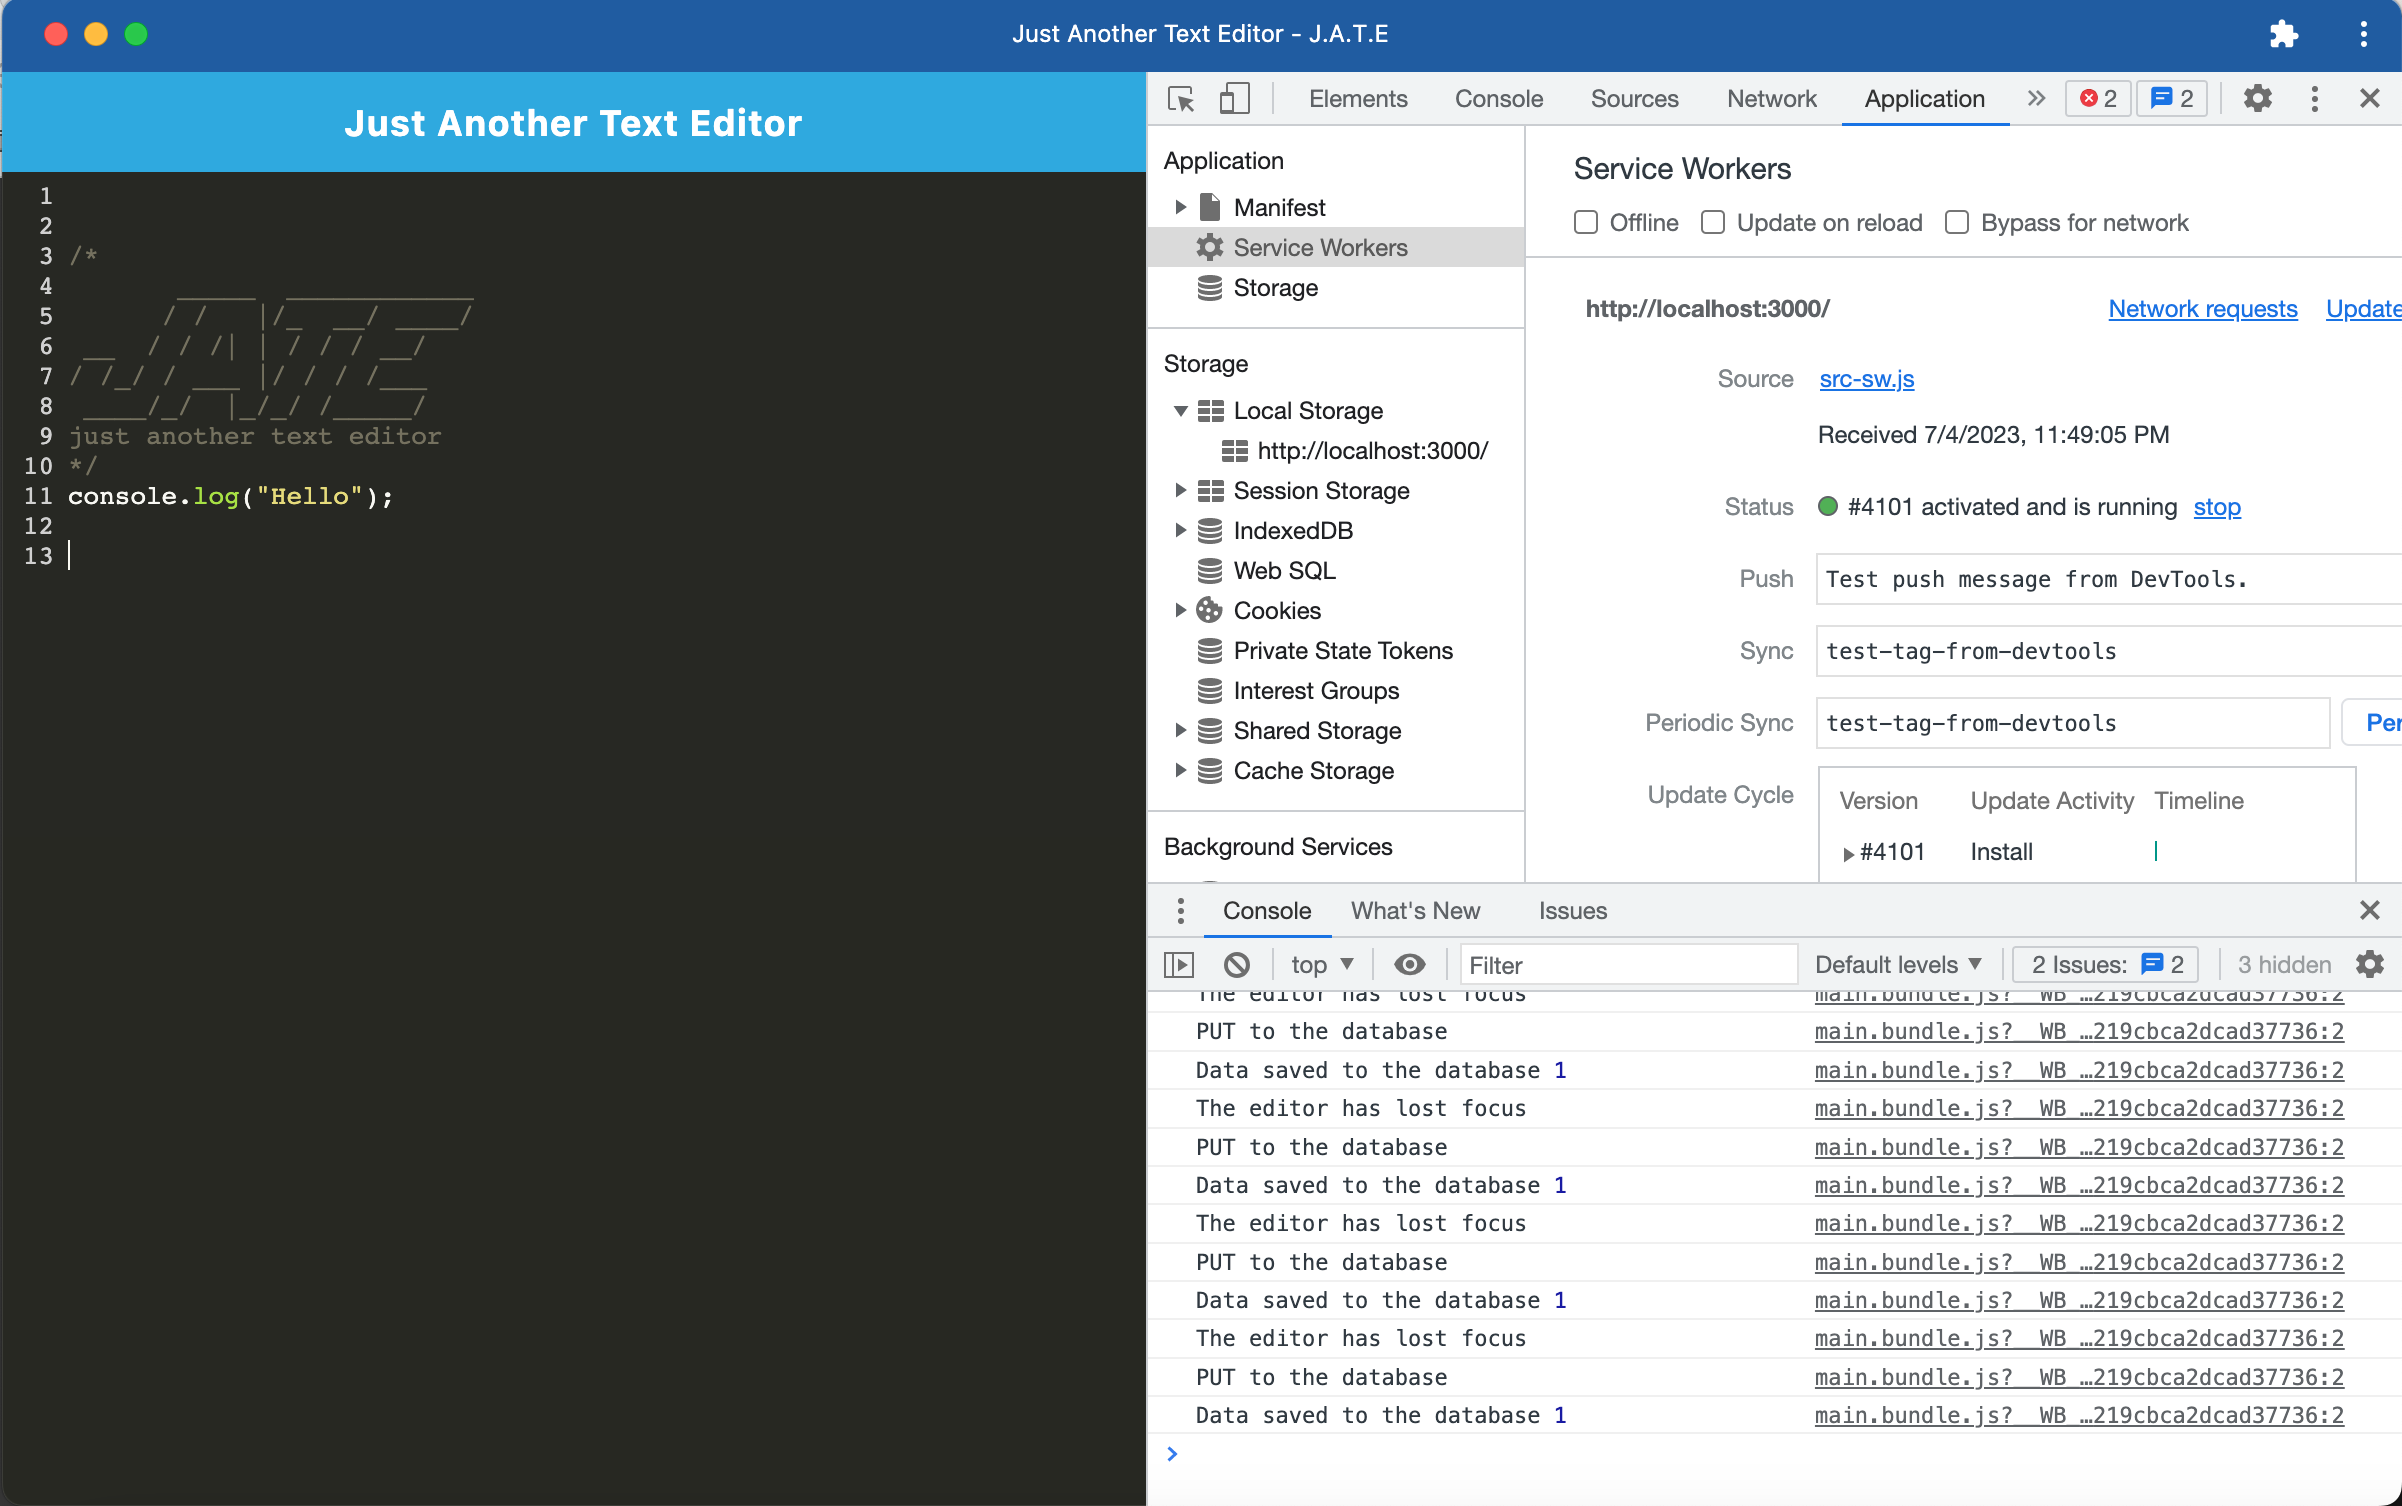 Just Another Text Editor - J.A.T.E
Just Another Text Editor
1
2
3 /*
4       _____  ____________
5      / /   |/_  __/ ____/
6  __ / / /| | / / / __/
7 / /_/ / ___ |/ / / /___
8 ____/_/  |_/_/ /_____/
9 just another text editor
10 */
11 console.log("Hello");
12
13
Elements Console Sources Network Application » 2 2
Application
Manifest
Service Workers
Storage
Storage
Local Storage
http://localhost:3000/
Session Storage
IndexedDB
Web SQL
Cookies
Private State Tokens
Interest Groups
Shared Storage
Cache Storage
Background Services
Service Workers
Offline Update on reload Bypass for network
http://localhost:3000/ Network requests Update
Source src-sw.js
Received 7/4/2023, 11:49:05 PM
Status #4101 activated and is running stop
Push Test push message from DevTools.
Sync test-tag-from-devtools
Periodic Sync test-tag-from-devtools Per
Update Cycle Version Update Activity Timeline
#4101 Install
Console What's New Issues
top Filter Default levels 2 Issues: 2 3 hidden
The editor has lost focus main.bundle.js?__WB_…219cbca2dcad37736:2
PUT to the database main.bundle.js?__WB_…219cbca2dcad37736:2
Data saved to the database 1 main.bundle.js?__WB_…219cbca2dcad37736:2
The editor has lost focus main.bundle.js?__WB_…219cbca2dcad37736:2
PUT to the database main.bundle.js?__WB_…219cbca2dcad37736:2
Data saved to the database 1 main.bundle.js?__WB_…219cbca2dcad37736:2
The editor has lost focus main.bundle.js?__WB_…219cbca2dcad37736:2
PUT to the database main.bundle.js?__WB_…219cbca2dcad37736:2
Data saved to the database 1 main.bundle.js?__WB_…219cbca2dcad37736:2
The editor has lost focus main.bundle.js?__WB_…219cbca2dcad37736:2
PUT to the database main.bundle.js?__WB_…219cbca2dcad37736:2
Data saved to the database 1 main.bundle.js?__WB_…219cbca2dcad37736:2
>